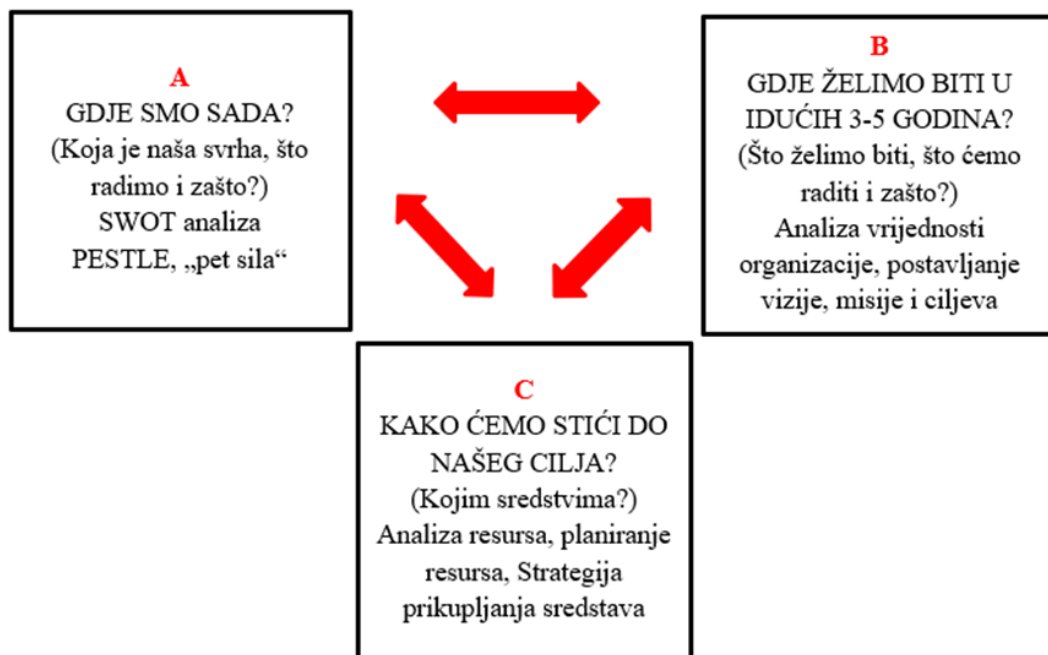 A
GDJE SMO SADA?
(Koja je naša svrha, što
radimo i zašto?)
SWOT analiza
PESTLE, „pet sila“
B
GDJE ŽELIMO BITI U
IDUĆIH 3-5 GODINA?
(Što želimo biti, što ćemo
raditi i zašto?)
Analiza vrijednosti
organizacije, postavljanje
vizije, misije i ciljeva
C
KAKO ĆEMO STIĆI DO
NAŠEG CILJA?
(Kojim sredstvima?)
Analiza resursa, planiranje
resursa, Strategija
prikupljanja sredstava